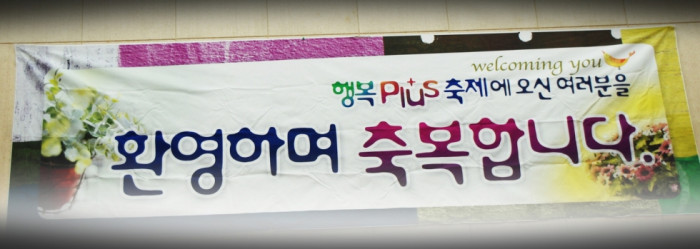 welcoming you
행복 Plus 축제에 오신 여러분을
환영하며 축복합니다.